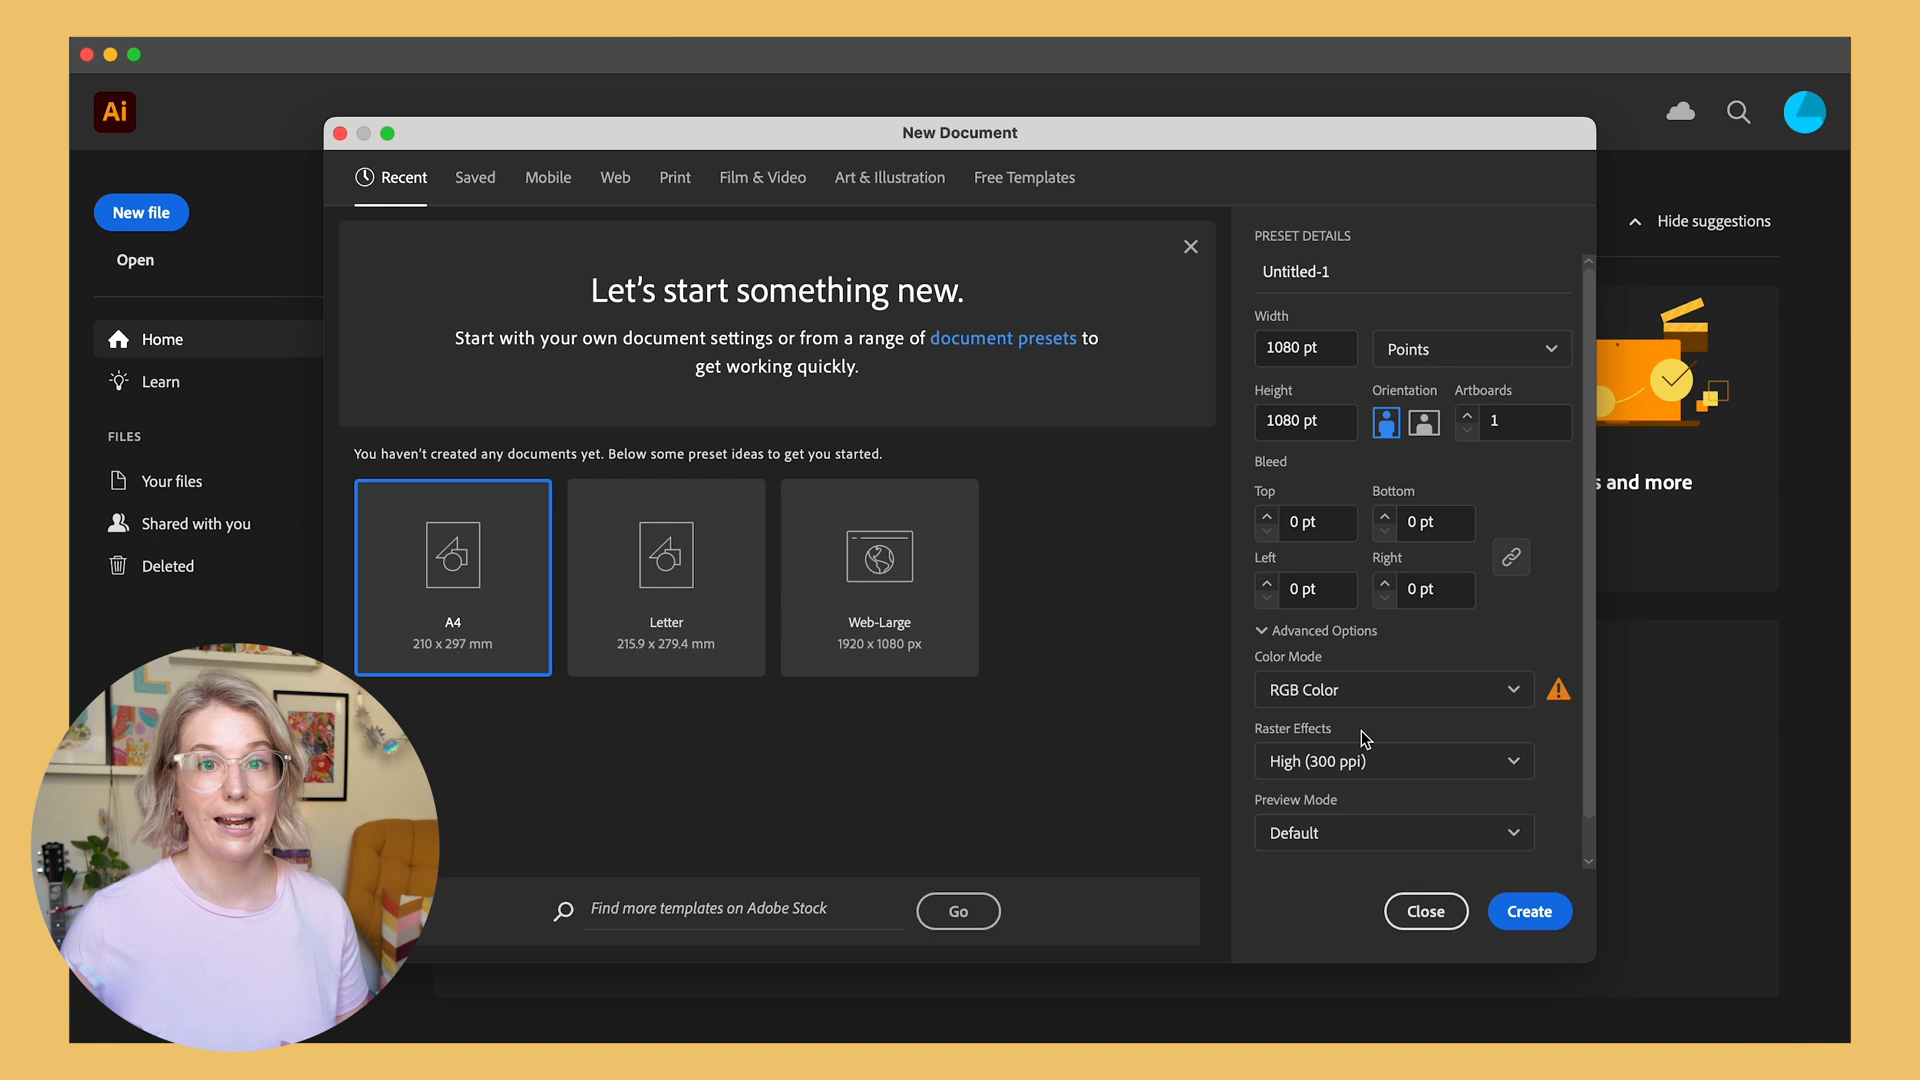 Ai
New Document
Recent
Saved
Mobile
Web
Print
Film & Video
Art & Illustration
Free Templates
New file
Open
Home
Learn
FILES
Your files
Shared with you
Deleted
Let's start something new.
Start with your own document settings or from a range of document presets to
get working quickly.
You haven't created any documents yet. Below some preset ideas to get you started.
A4
210 x 297 mm
Letter
215.9 x 279.4 mm
Web-Large
1920 x 1080 px
Find more templates on Adobe Stock
Go
PRESET DETAILS
Untitled-1
Width
1080 pt
Points
Height
Orientation
Artboards
1080 pt
1
Bleed
Top
Bottom
0 pt
0 pt
Left
Right
0 pt
0 pt
Advanced Options
Color Mode
RGB Color
Raster Effects
High (300 ppi)
Preview Mode
Default
Close
Create
Hide suggestions
s and more